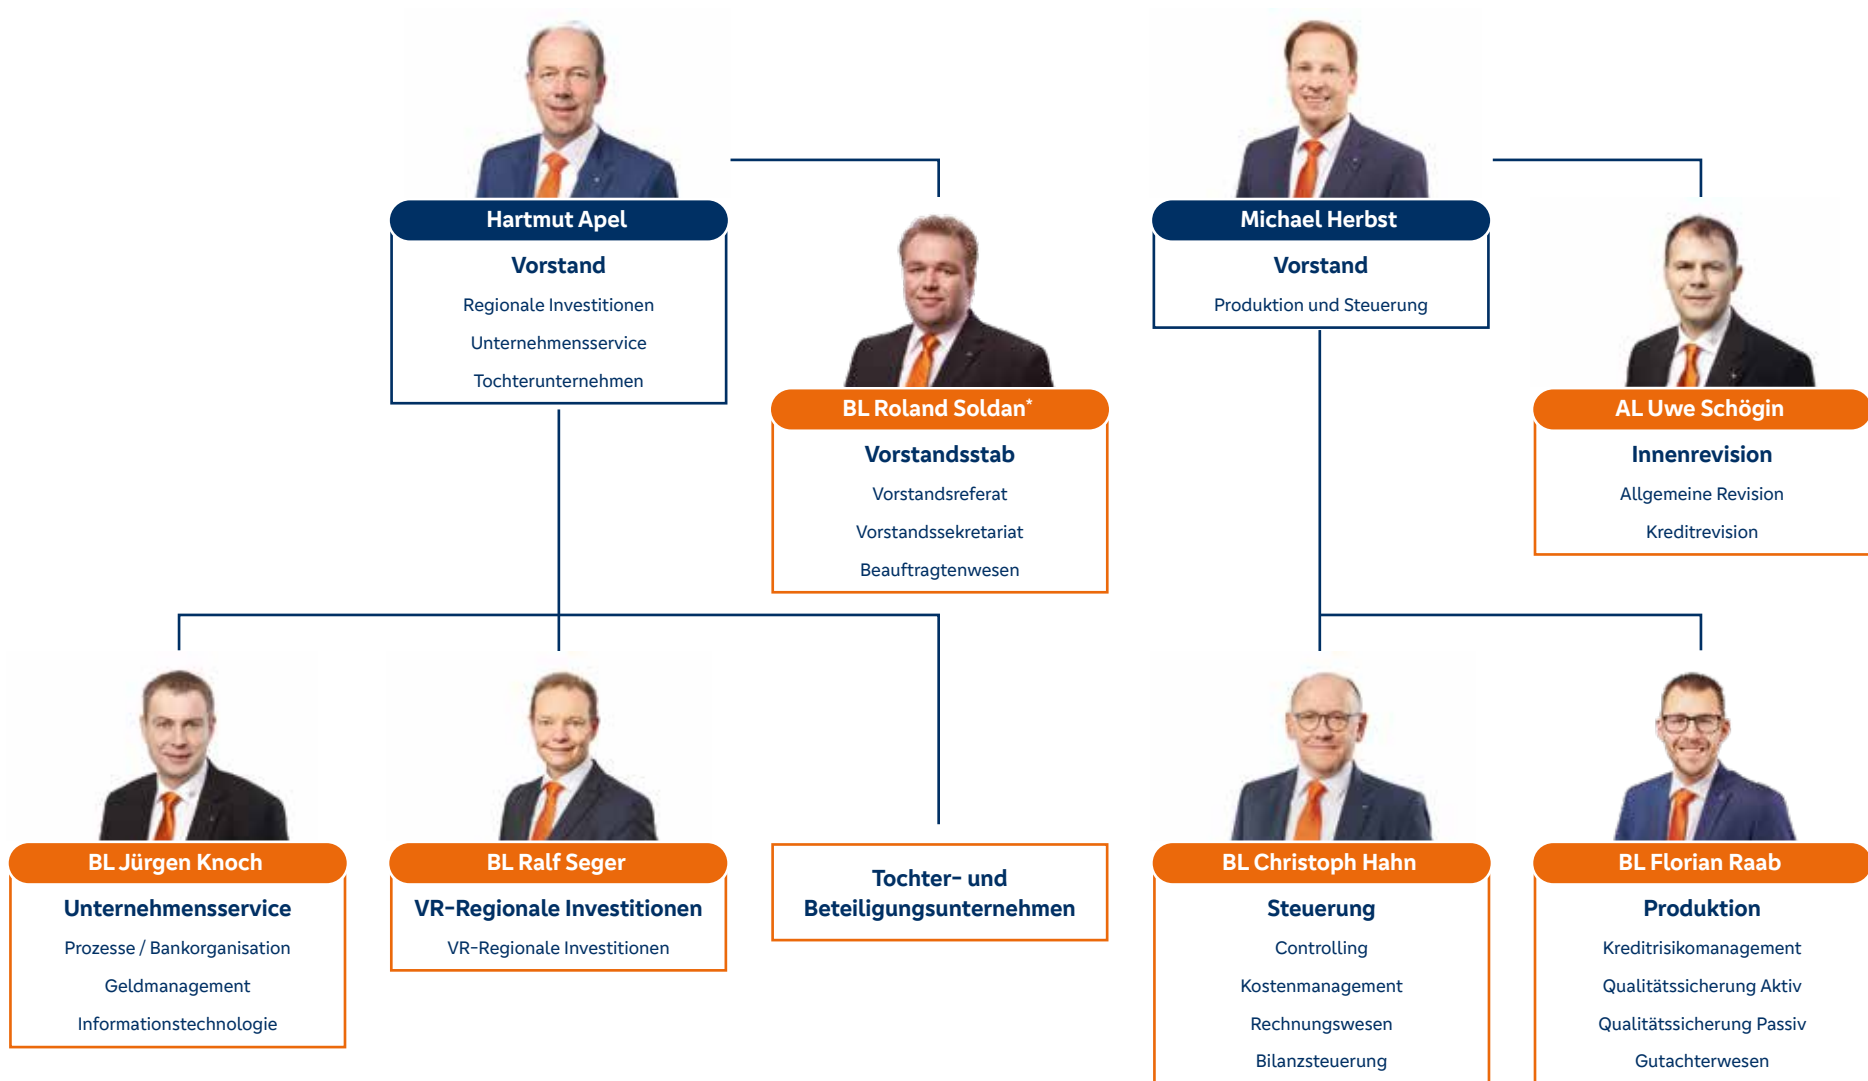 Hartmut Apel
Vorstand
Regionale Investitionen
Unternehmensservice
Tochterunternehmen
BL Roland Soldan*
Vorstandsstab
Vorstandsreferat
Vorstandssekretariat
Beauftragtenwesen
Michael Herbst
Vorstand
Produktion und Steuerung
AL Uwe Schögin
Innenrevision
Allgemeine Revision
Kreditrevision
BL Jürgen Knoch
Unternehmensservice
Prozesse / Bankorganisation
Geldmanagement
Informationstechnologie
BL Ralf Seger
VR-Regionale Investitionen
VR-Regionale Investitionen
Tochter- und
Beteiligungsunternehmen
BL Christoph Hahn
Steuerung
Controlling
Kostenmanagement
Rechnungswesen
Bilanzsteuerung
BL Florian Raab
Produktion
Kreditrisikomanagement
Qualitätssicherung Aktiv
Qualitätssicherung Passiv
Gutachterwesen